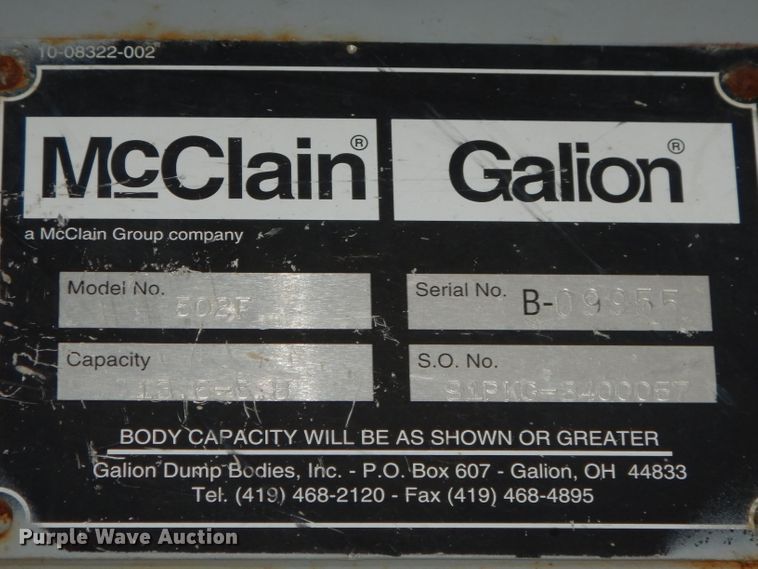 10-08322-002
McClain® Galion®
a McClain Group company
Model No. Serial No. B-09955
Capacity S.O. No.
BODY CAPACITY WILL BE AS SHOWN OR GREATER
Galion Dump Bodies, Inc. - P.O. Box 607 - Galion, OH 44833
Tel. (419) 468-2120 - Fax (419) 468-4895
Purple Wave Auction